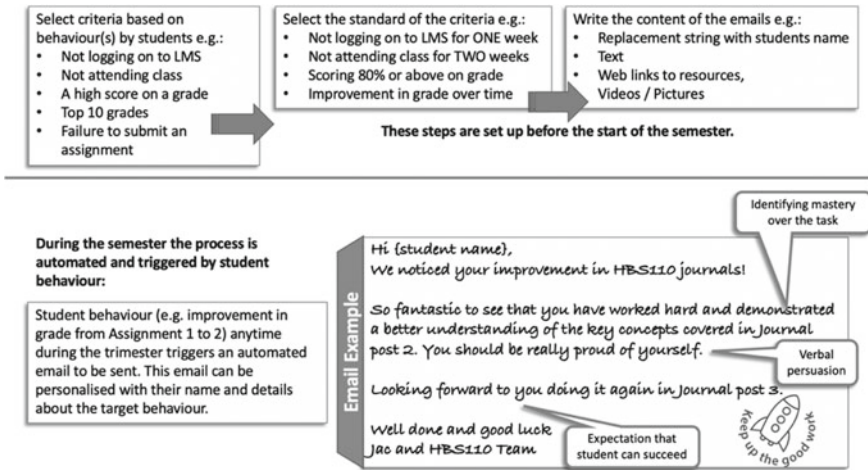 Select criteria based on
behaviour(s) by students e.g.:
• Not logging on to LMS
• Not attending class
• A high score on a grade
• Top 10 grades
• Failure to submit an
assignment
Select the standard of the criteria e.g.:
• Not logging on to LMS for ONE week
• Not attending class for TWO weeks
• Scoring 80% or above on grade
• Improvement in grade over time
Write the content of the emails e.g.:
• Replacement string with students name
• Text
• Web links to resources,
Videos / Pictures
These steps are set up before the start of the semester.
During the semester the process is
automated and triggered by student
behaviour:
Student behaviour (e.g. improvement in
grade from Assignment 1 to 2) anytime
during the trimester triggers an automated
email to be sent. This email can be
personalised with their name and details
about the target behaviour.
Email Example
Hi {student name},
We noticed your improvement in HBS110 journals!
So fantastic to see that you have worked hard and demonstrated
a better understanding of the key concepts covered in Journal
post 2. You should be really proud of yourself.
Looking forward to you doing it again in Journal post 3.
Well done and good luck
Jac and HBS110 Team
Identifying mastery
over the task
Verbal
persuasion
Expectation that
student can succeed
Keep up the good work